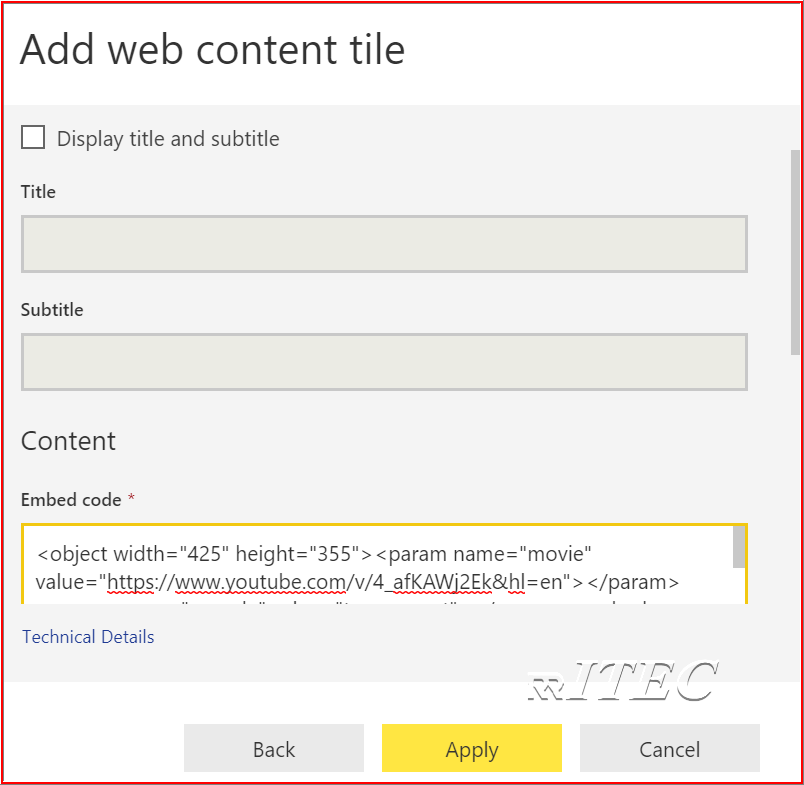 Add web content tile
Display title and subtitle
Title
Subtitle
Content
Embed code *
<object width="425" height="355"><param name="movie"
value="https://www.youtube.com/v/4_afKAWj2Ek&hl=en"></param>
Technical Details
RRITEC
Back Apply Cancel